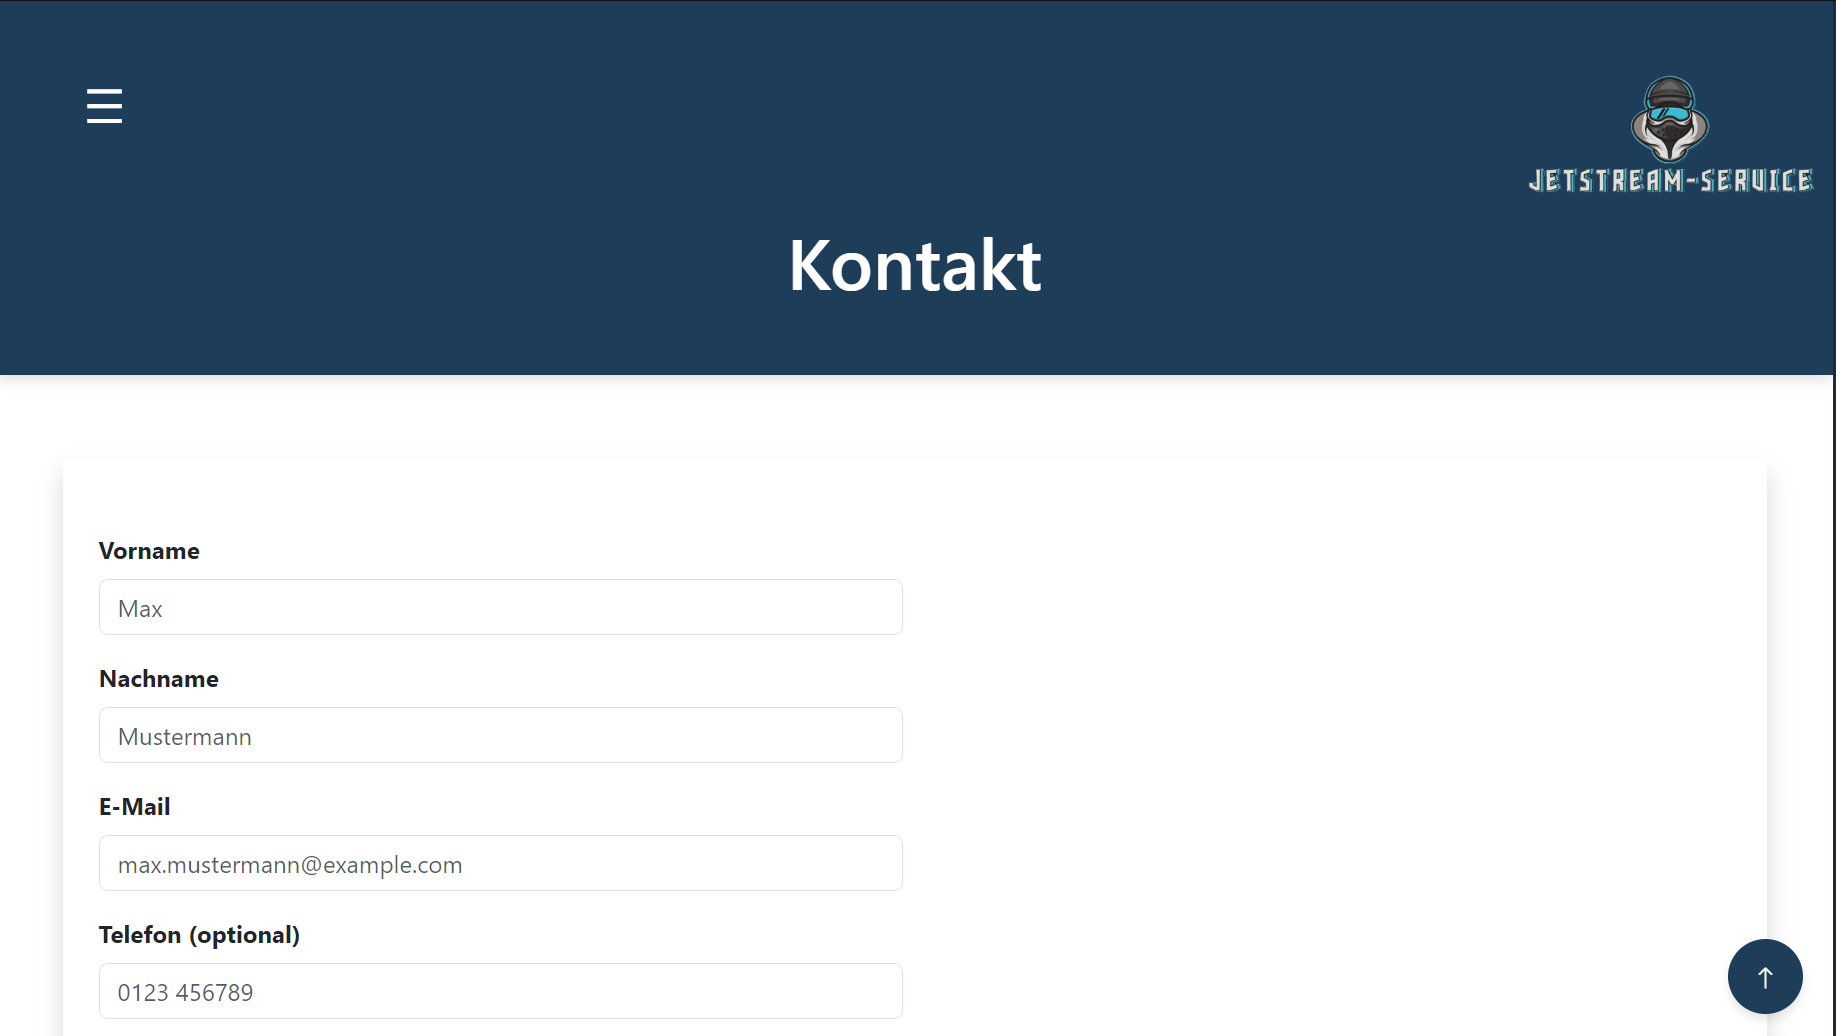 JETSTREAM-SERVICE
Kontakt
Vorname
Max
Nachname
Mustermann
E-Mail
max.mustermann@example.com
Telefon (optional)
0123 456789